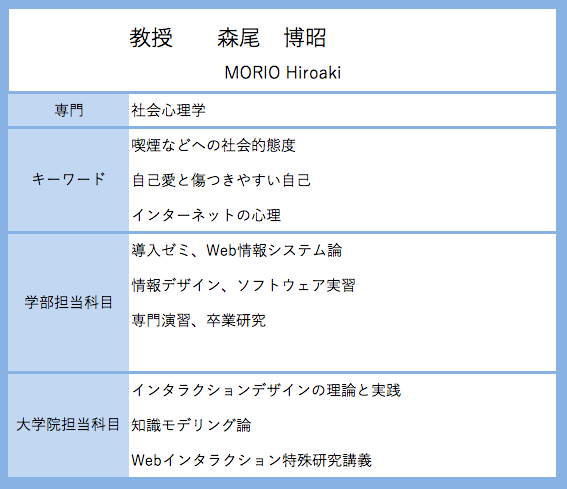 教授　　森尾　博昭
MORIO Hiroaki
専門
社会心理学
キーワード
喫煙などへの社会的態度
自己愛と傷つきやすい自己
インターネットの心理
学部担当科目
導入ゼミ、Web情報システム論
情報デザイン、ソフトウェア実習
専門演習、卒業研究
大学院担当科目
インタラクションデザインの理論と実践
知識モデリング論
Webインタラクション特殊研究講義